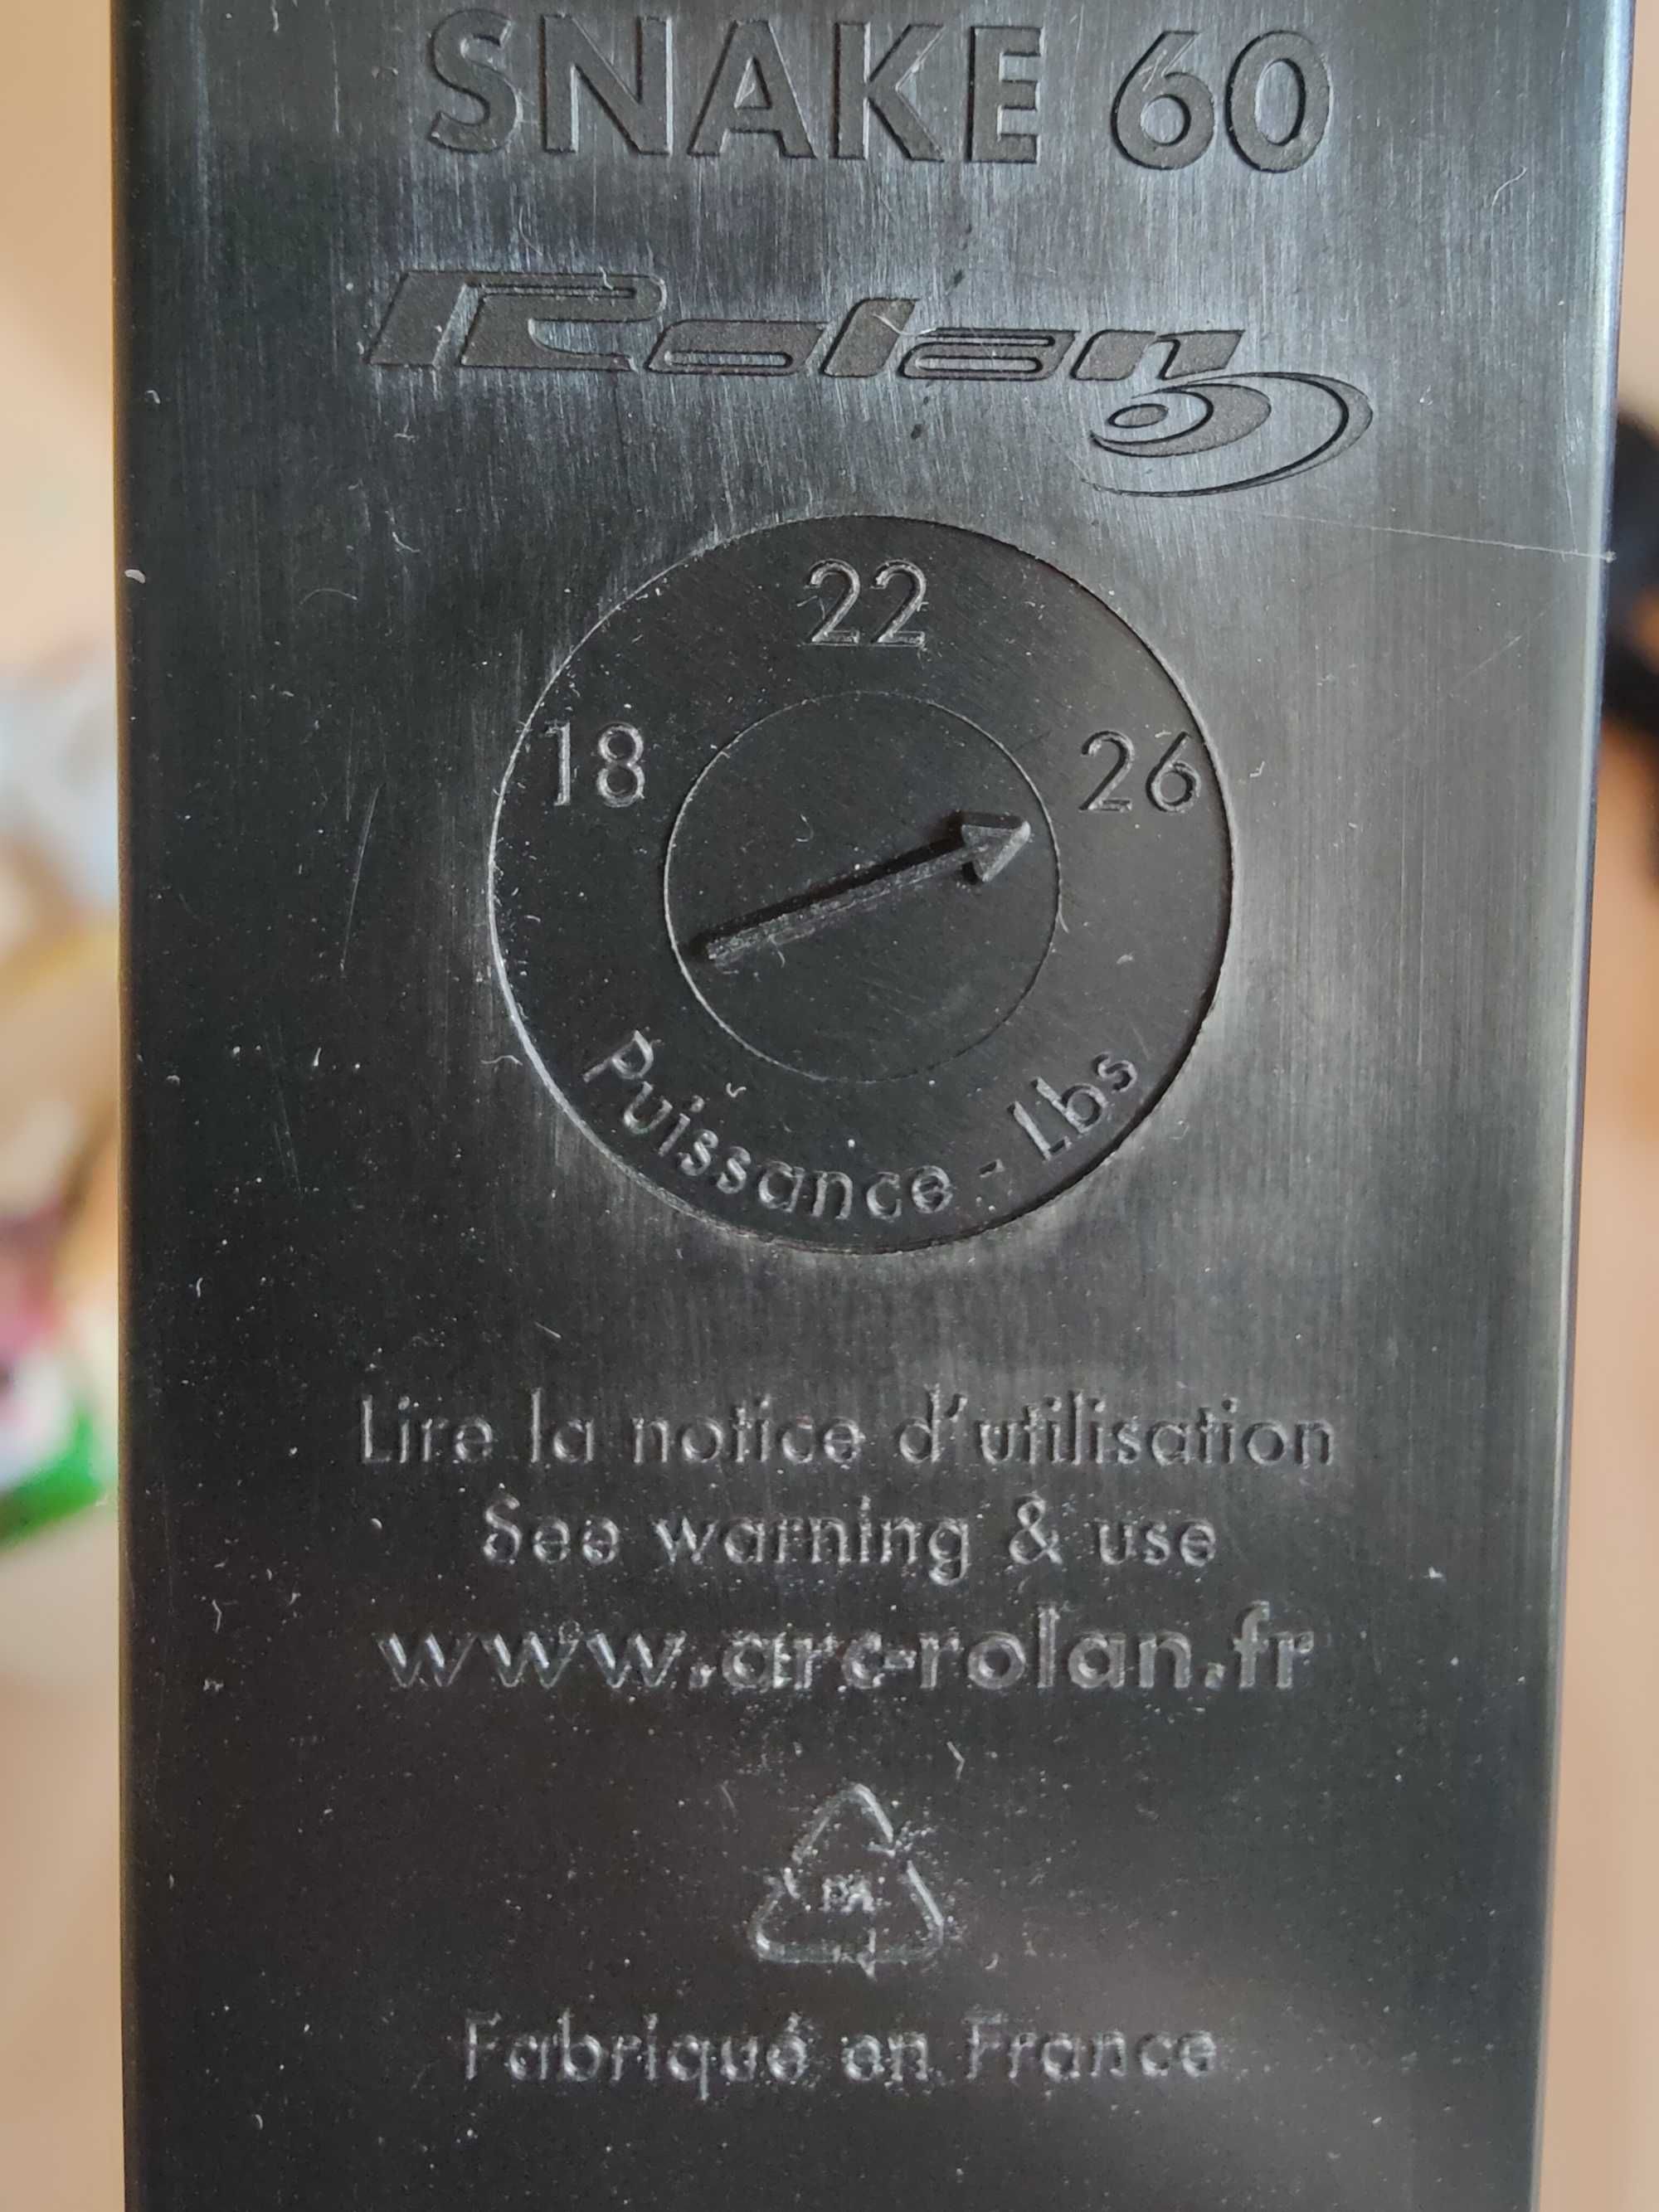 SNAKE 60
Rolan
22
18 26
Puissance - Lbs
Lire la notice d'utilisation
See warning & use
www.arc-rolan.fr
PA
Fabriqué en France